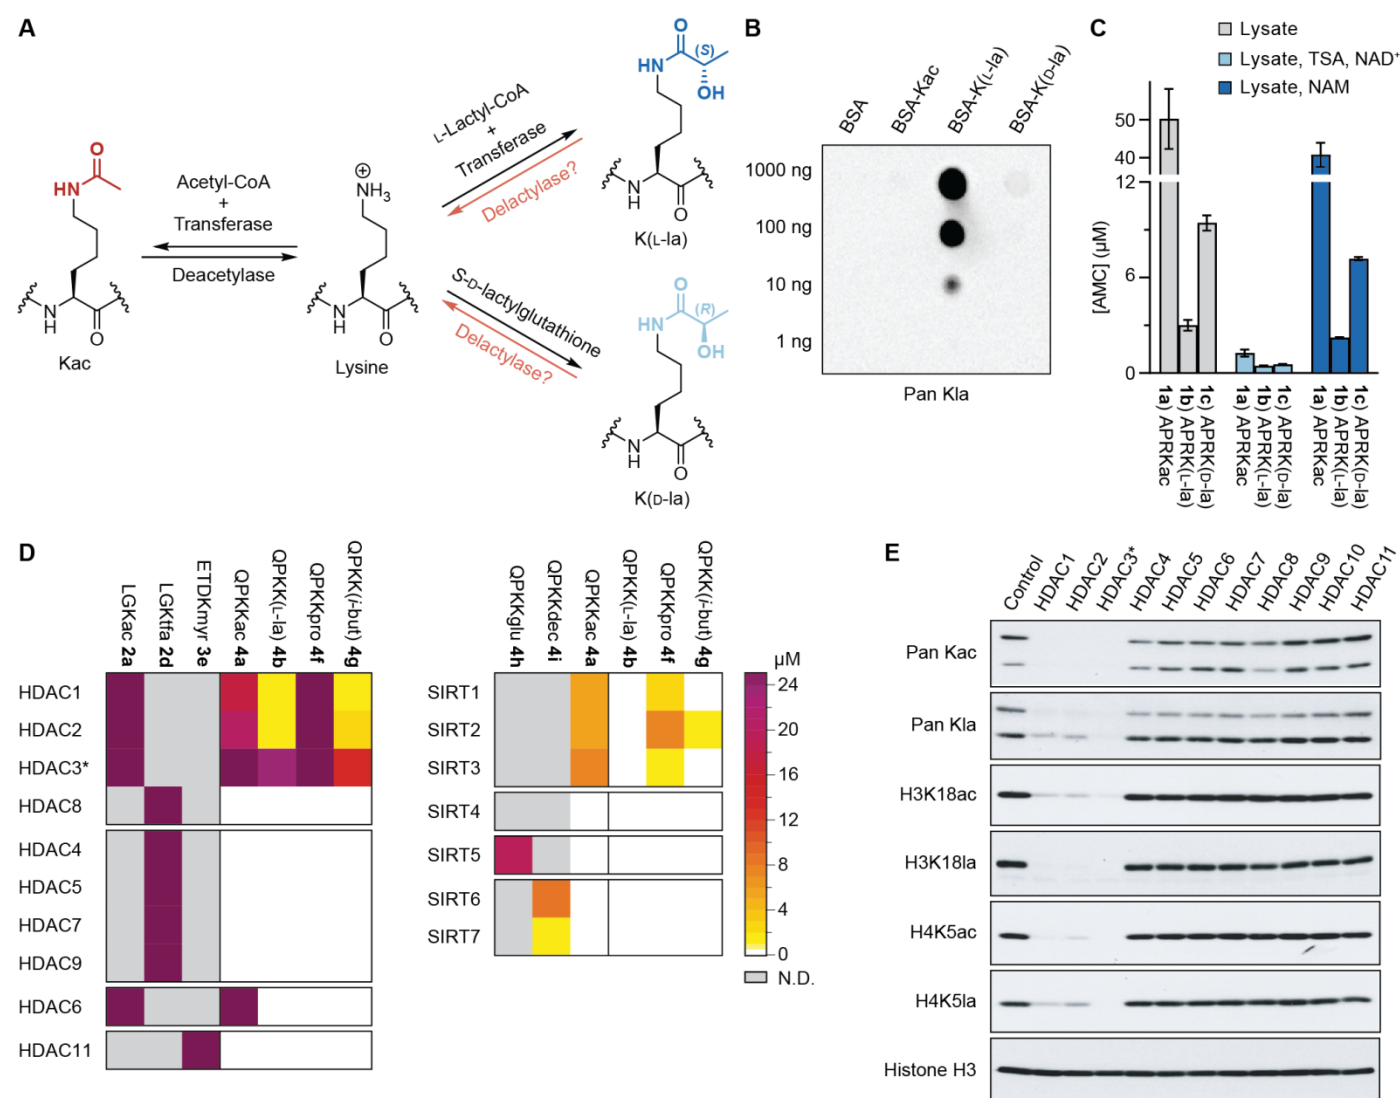 A
O
HN
N
H
O
Kac
Acetyl-CoA
+
Transferase
Deacetylase
⊕
NH3
N
H
O
Lysine
L-Lactyl-CoA
+
Transferase
Delactylase?
S-D-lactylglutathione
Delactylase?
O
HN
(S)
OH
N
H
O
K(L-la)
O
HN
(R)
OH
N
H
O
K(D-la)
B
BSA
BSA-Kac
BSA-K(L-la)
BSA-K(D-la)
1000 ng
100 ng
10 ng
1 ng
Pan Kla
C
Lysate
Lysate, TSA, NAD+
Lysate, NAM
[AMC] (μM)
50
40
12
6
0
1a) APRKac
1b) APRK(L-la)
1c) APRK(D-la)
1a) APRKac
1b) APRK(L-la)
1c) APRK(D-la)
1a) APRKac
1b) APRK(L-la)
1c) APRK(D-la)
D
LGKac 2a
LGKtfa 2d
ETDKmyr 3e
QPKKac 4a
QPKK(L-la) 4b
QPKKpro 4f
QPKK(i-but) 4g
HDAC1
HDAC2
HDAC3*
HDAC8
HDAC4
HDAC5
HDAC7
HDAC9
HDAC6
HDAC11
QPKKglu 4h
QPKKdec 4i
QPKKac 4a
QPKK(L-la) 4b
QPKKpro 4f
QPKK(i-but) 4g
SIRT1
SIRT2
SIRT3
SIRT4
SIRT5
SIRT6
SIRT7
μM
24
20
16
12
8
4
0
N.D.
E
Control
HDAC1
HDAC2
HDAC3*
HDAC4
HDAC5
HDAC6
HDAC7
HDAC8
HDAC9
HDAC10
HDAC11
Pan Kac
Pan Kla
H3K18ac
H3K18la
H4K5ac
H4K5la
Histone H3